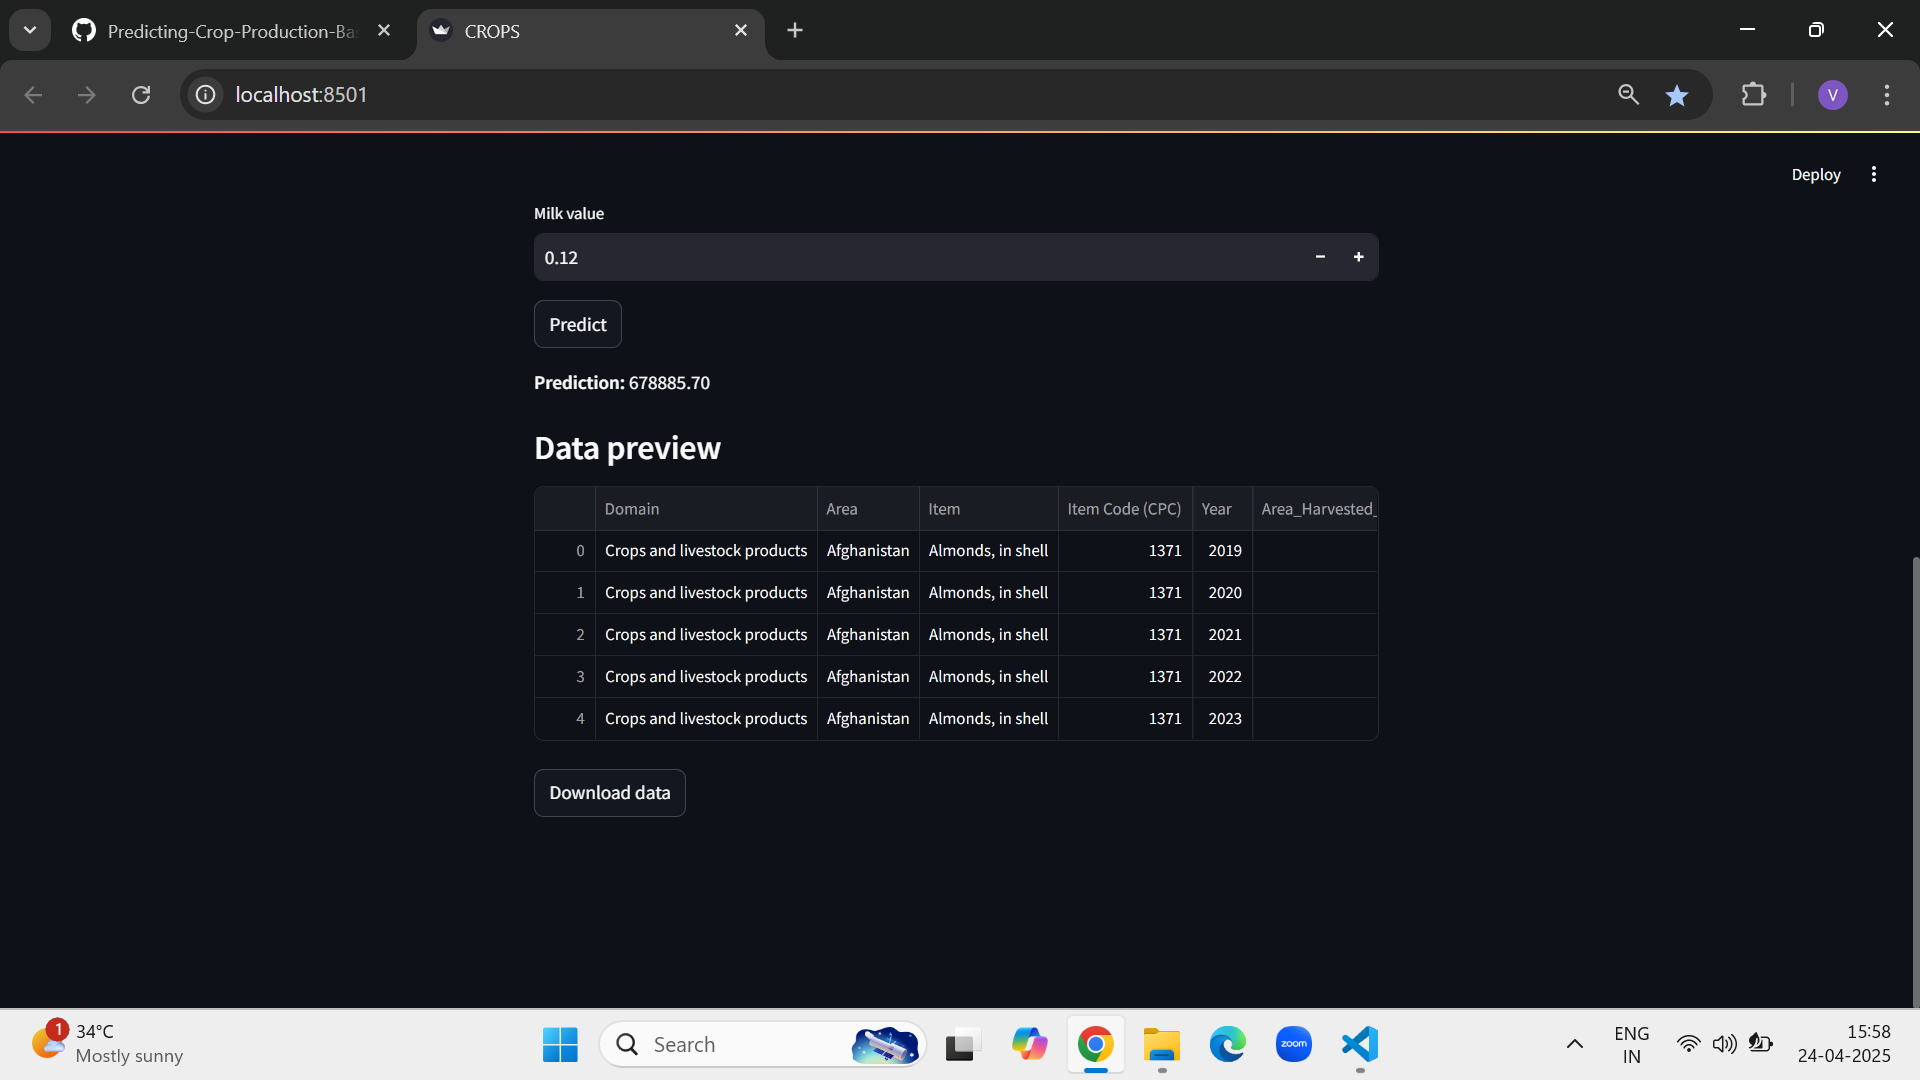 Predicting-Crop-Production-Ba
CROPS
localhost:8501
V
Deploy
Milk value
0.12
- +
Predict
Prediction: 678885.70
Data preview
Domain Area Item Item Code (CPC) Year Area_Harvested_
0 Crops and livestock products Afghanistan Almonds, in shell 1371 2019
1 Crops and livestock products Afghanistan Almonds, in shell 1371 2020
2 Crops and livestock products Afghanistan Almonds, in shell 1371 2021
3 Crops and livestock products Afghanistan Almonds, in shell 1371 2022
4 Crops and livestock products Afghanistan Almonds, in shell 1371 2023
Download data
1
34°C
Mostly sunny
Search
zoom
ENG
IN
15:58
24-04-2025